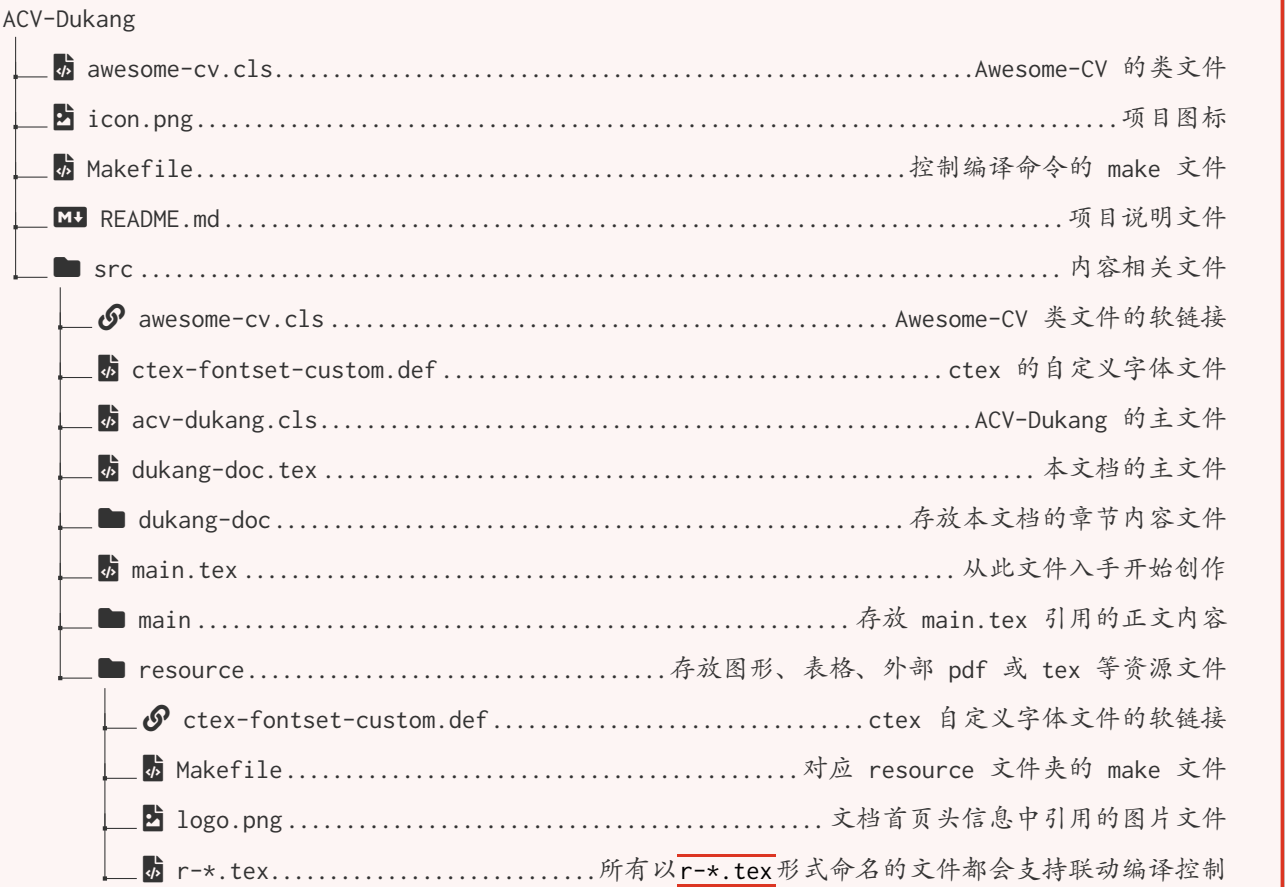 ACV-Dukang
awesome-cv.cls......Awesome-CV 的类文件
icon.png......项目图标
Makefile......控制编译命令的 make 文件
README.md......项目说明文件
src......内容相关文件
awesome-cv.cls......Awesome-CV 类文件的软链接
ctex-fontset-custom.def......ctex 的自定义字体文件
acv-dukang.cls......ACV-Dukang 的主文件
dukang-doc.tex......本文档的主文件
dukang-doc......存放本文档的章节内容文件
main.tex......从此文件入手开始创作
main......存放 main.tex 引用的正文内容
resource......存放图形、表格、外部 pdf 或 tex 等资源文件
ctex-fontset-custom.def......ctex 自定义字体文件的软链接
Makefile......对应 resource 文件夹的 make 文件
logo.png......文档首页头信息中引用的图片文件
r-*.tex......所有以r-*.tex形式命名的文件都会支持联动编译控制